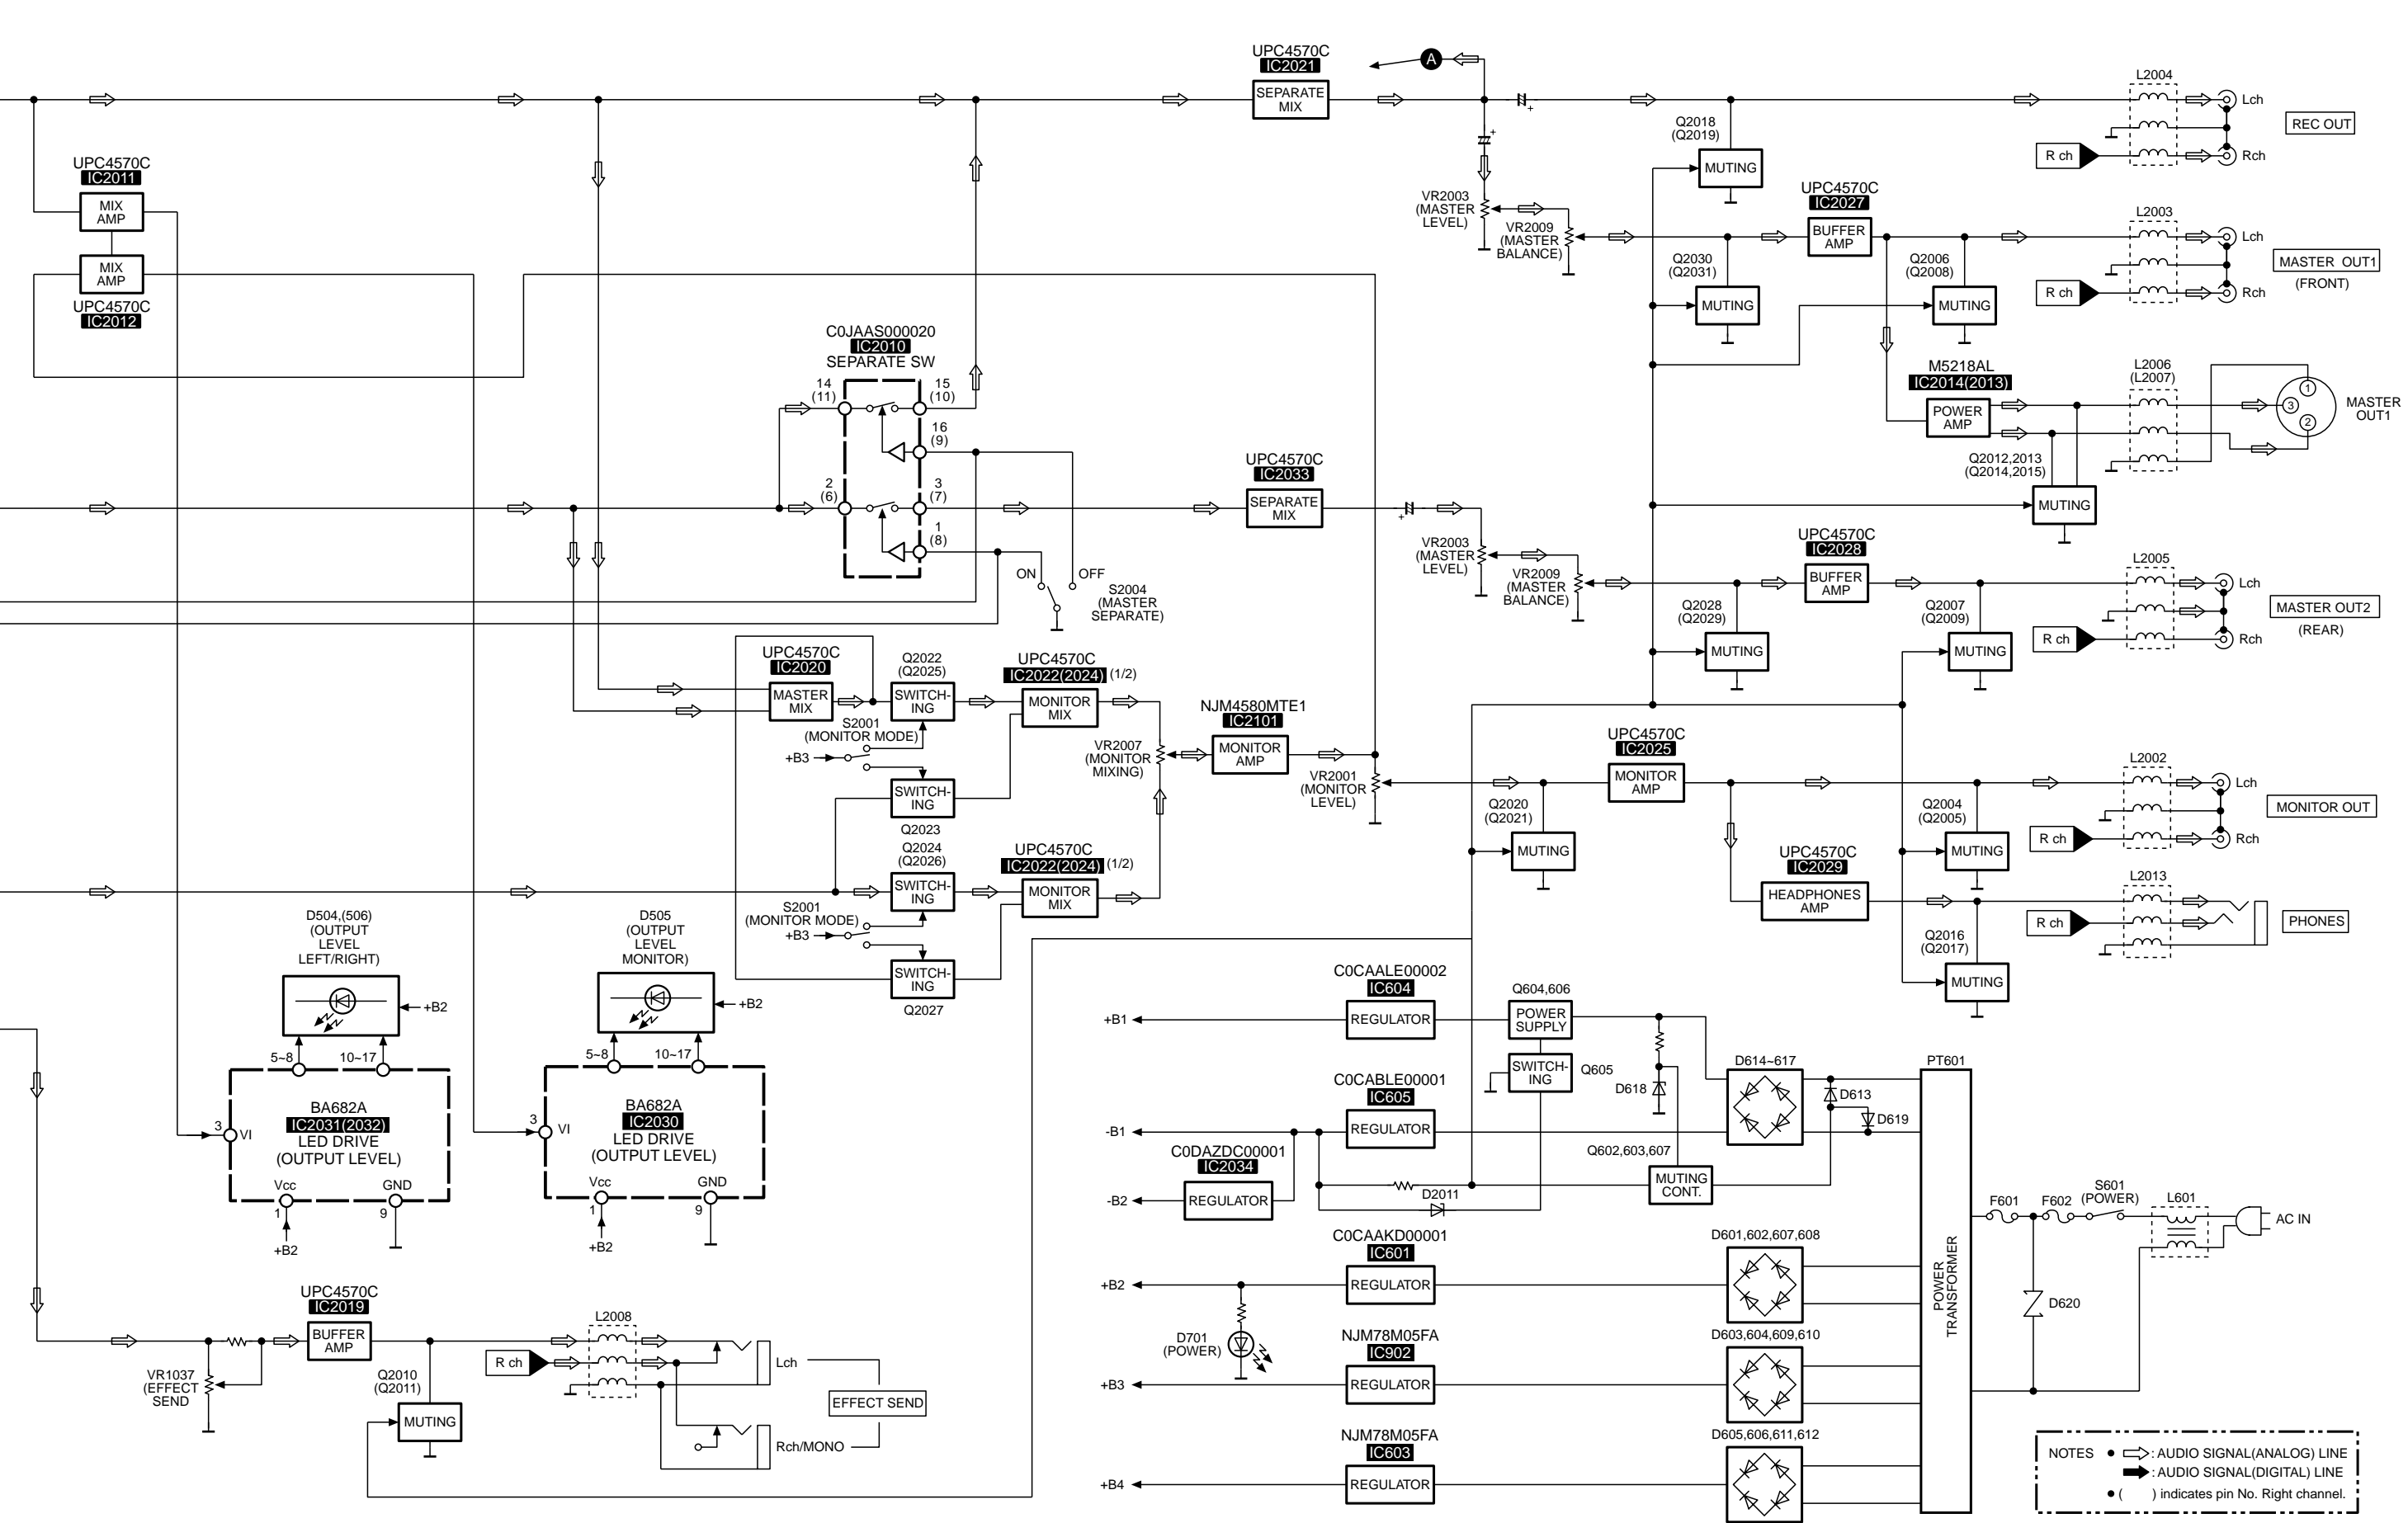 UPC4570C
IC2021
SEPARATE
MIX
A
+
+
L2004
Lch
R ch
Rch
REC OUT
Q2018
(Q2019)
MUTING
UPC4570C
IC2011
MIX
AMP
MIX
AMP
UPC4570C
IC2012
VR2003
(MASTER
LEVEL)
VR2009
(MASTER
BALANCE)
UPC4570C
IC2027
BUFFER
AMP
Q2030
(Q2031)
MUTING
Q2006
(Q2008)
MUTING
L2003
Lch
R ch
Rch
MASTER OUT1
(FRONT)
C0JAAS000020
IC2010
SEPARATE SW
14
(11)
15
(10)
16
(9)
2
(6)
3
(7)
1
(8)
ON
OFF
S2004
(MASTER
SEPARATE)
M5218AL
IC2014(2013)
POWER
AMP
L2006
(L2007)
1
3
2
MASTER
OUT1
Q2012,2013
(Q2014,2015)
MUTING
UPC4570C
IC2033
SEPARATE
MIX
+
VR2003
(MASTER
LEVEL)
VR2009
(MASTER
BALANCE)
UPC4570C
IC2028
BUFFER
AMP
Q2028
(Q2029)
MUTING
Q2007
(Q2009)
MUTING
L2005
Lch
R ch
Rch
MASTER OUT2
(REAR)
UPC4570C
IC2020
MASTER
MIX
Q2022
(Q2025)
SWITCH-
ING
UPC4570C
IC2022(2024) (1/2)
MONITOR
MIX
S2001
(MONITOR MODE)
+B3
SWITCH-
ING
Q2023
VR2007
(MONITOR
MIXING)
NJM4580MTE1
IC2101
MONITOR
AMP
VR2001
(MONITOR
LEVEL)
UPC4570C
IC2025
MONITOR
AMP
Q2020
(Q2021)
MUTING
Q2004
(Q2005)
MUTING
L2002
Lch
R ch
Rch
MONITOR OUT
Q2024
(Q2026)
SWITCH-
ING
UPC4570C
IC2022(2024) (1/2)
MONITOR
MIX
S2001
(MONITOR MODE)
+B3
SWITCH-
ING
Q2027
UPC4570C
IC2029
HEADPHONES
AMP
Q2016
(Q2017)
MUTING
L2013
R ch
PHONES
D504,(506)
(OUTPUT
LEVEL
LEFT/RIGHT)
+B2
5~8
10~17
BA682A
IC2031(2032)
LED DRIVE
(OUTPUT LEVEL)
3
VI
Vcc
GND
1
9
+B2
D505
(OUTPUT
LEVEL
MONITOR)
+B2
5~8
10~17
BA682A
IC2030
LED DRIVE
(OUTPUT LEVEL)
3
VI
Vcc
GND
1
9
+B2
C0CAALE00002
IC604
+B1
REGULATOR
Q604,606
POWER
SUPPLY
SWITCH-
ING
Q605
D618
D614~617
D613
D619
PT601
POWER
TRANSFORMER
C0CABLE00001
IC605
-B1
REGULATOR
C0DAZDC00001
IC2034
-B2
REGULATOR
D2011
Q602,603,607
MUTING
CONT.
F601
F602
S601
(POWER)
L601
AC IN
D620
C0CAAKD00001
IC601
+B2
REGULATOR
D601,602,607,608
D701
(POWER)
NJM78M05FA
IC902
+B3
REGULATOR
D603,604,609,610
NJM78M05FA
IC603
+B4
REGULATOR
D605,606,611,612
UPC4570C
IC2019
BUFFER
AMP
VR1037
(EFFECT
SEND
Q2010
(Q2011)
MUTING
L2008
R ch
Lch
EFFECT SEND
Rch/MONO
NOTES ● : AUDIO SIGNAL(ANALOG) LINE
: AUDIO SIGNAL(DIGITAL) LINE
● ( ) indicates pin No. Right channel.